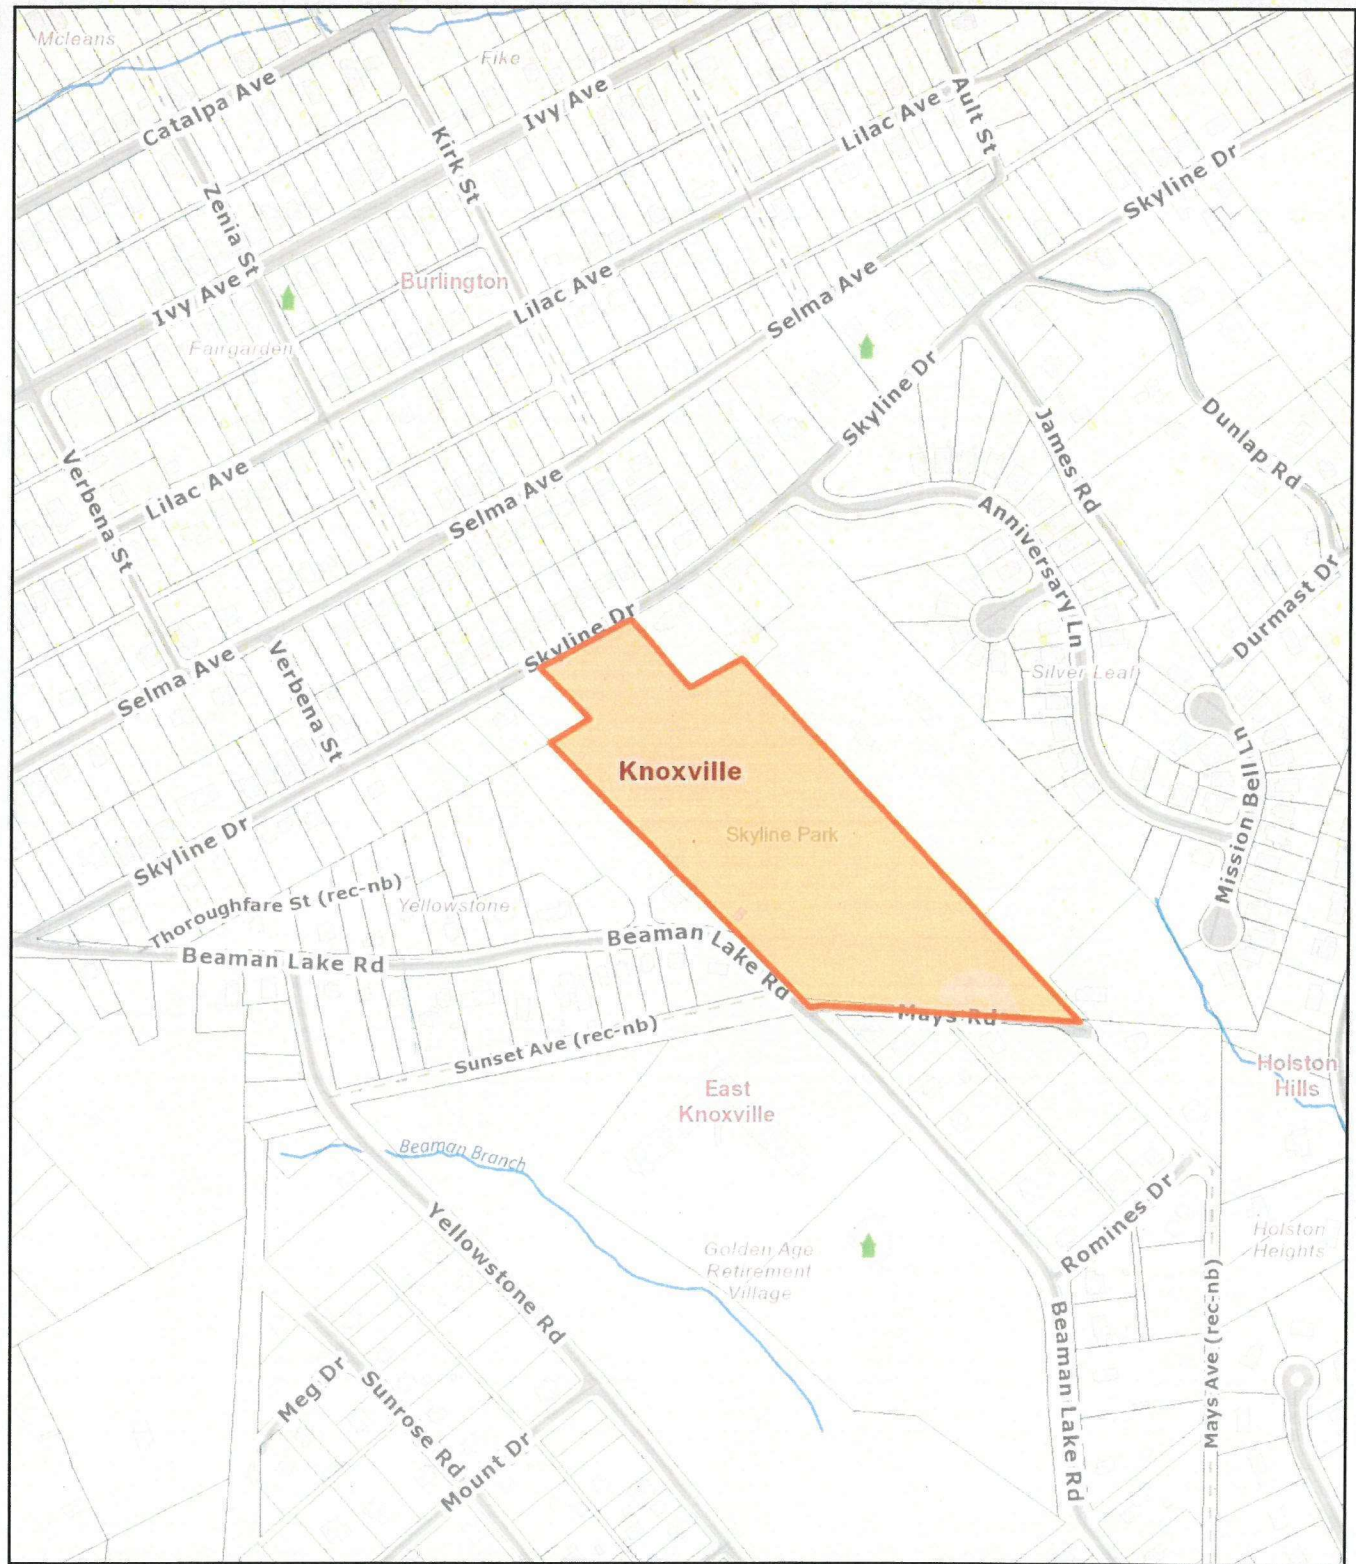 Mcleans
Fike
Catalpa Ave
Ivy Ave
Kirk St
Lilac Ave
Ault St
Skyline Dr
Zenia St
Burlington
Ivy Ave
Lilac Ave
Selma Ave
Fairgarden
Skyline Dr
James Rd
Dunlap Rd
Verbena St
Lilac Ave
Selma Ave
Anniversary Ln
Durmast Dr
Skyline Dr
Selma Ave
Verbena St
Silver Leaf
Knoxville
Mission Bell Ln
Skyline Park
Skyline Dr
Thoroughfare St (rec-nb)
Yellowstone
Beaman Lake Rd
Beaman Lake Rd
Mays Rd
Sunset Ave (rec-nb)
East
Knoxville
Holston
Hills
Beaman Branch
Yellowstone Rd
Romines Dr
Holston
Heights
Golden Age
Retirement
Village
Mays Ave (rec-nb)
Beaman Lake Rd
Meg Dr
Sunrose Rd
Mount Dr